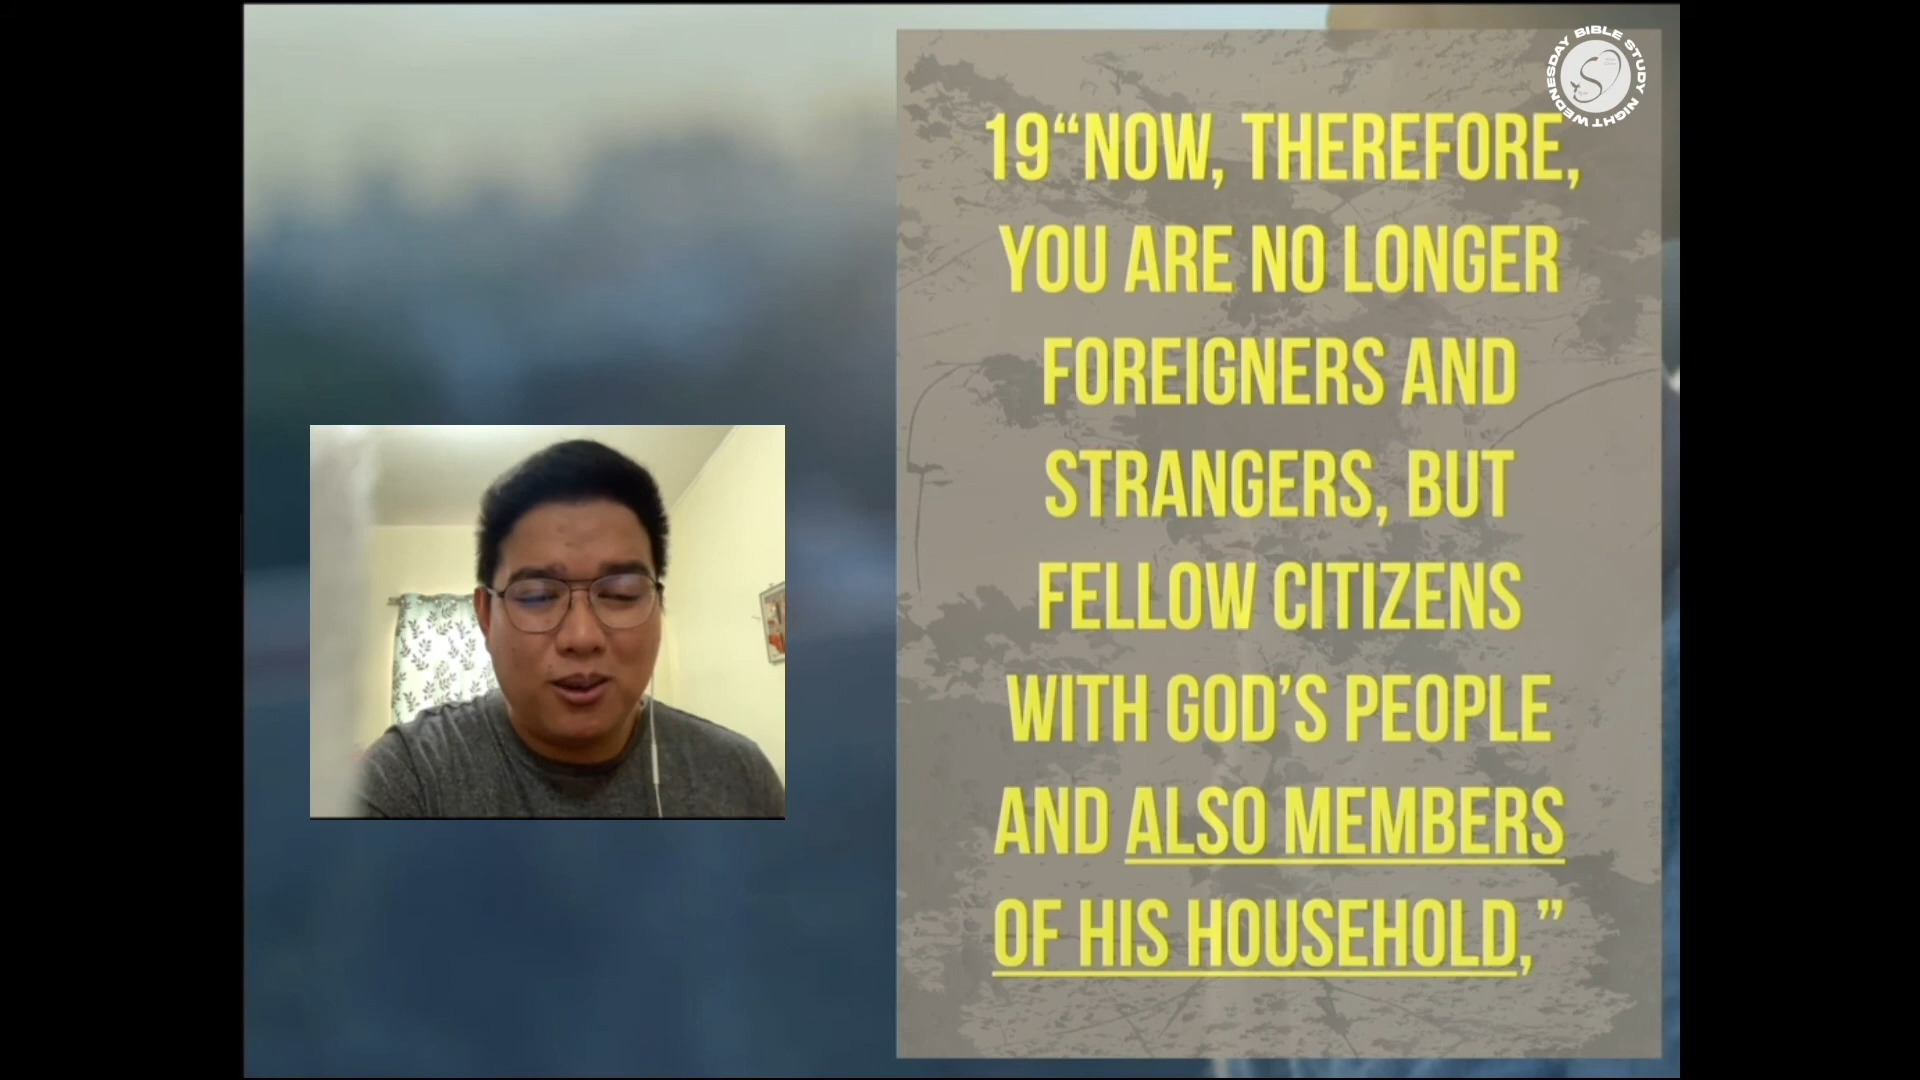 WEDNESDAY BIBLE STUDY NIGHT
19“NOW, THEREFORE,
YOU ARE NO LONGER
FOREIGNERS AND
STRANGERS, BUT
FELLOW CITIZENS
WITH GOD’S PEOPLE
AND ALSO MEMBERS
OF HIS HOUSEHOLD,”